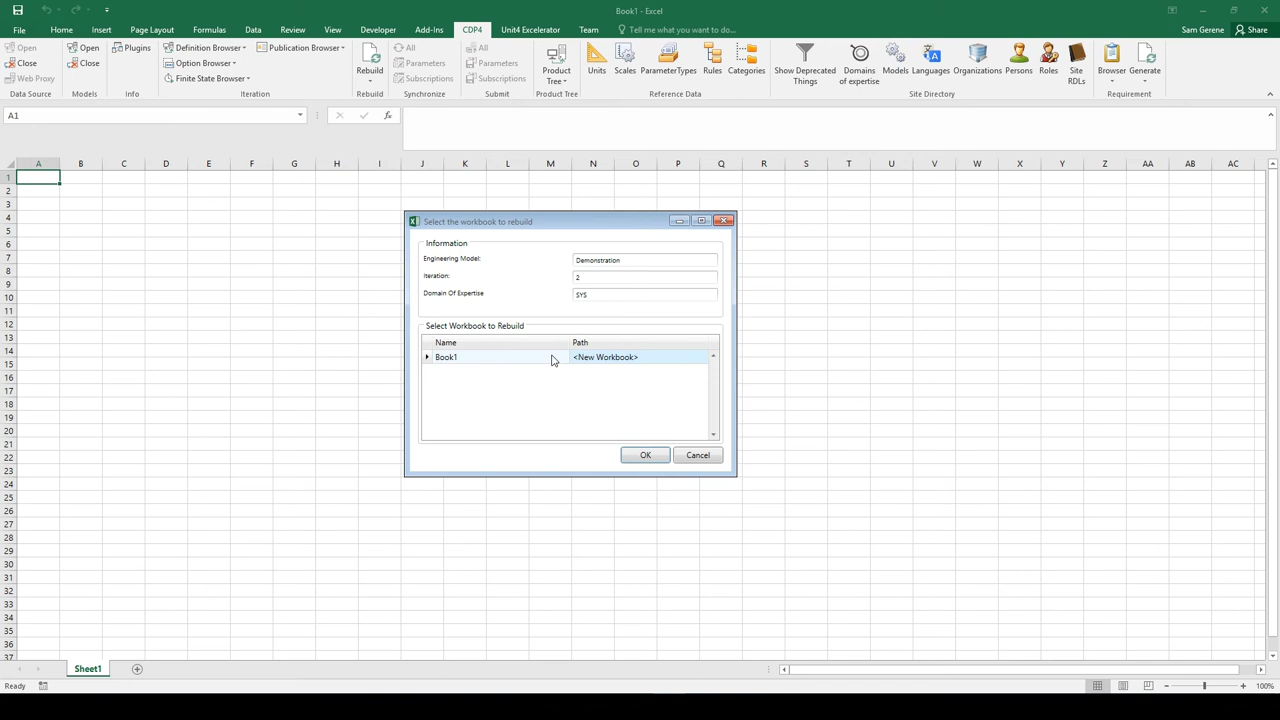 Book1 - Excel
File Home Insert Page Layout Formulas Data Review View Developer Add-Ins CDP4 Unit4 Excelerator Team Tell me what you want to do... Sam Gerene Share
Open Open Plugins Definition Browser Publication Browser All All
Close Close Option Browser Parameters Parameters
Web Proxy Finite State Browser Subscriptions Subscriptions
Rebuild Product Tree Units Scales ParameterTypes Rules Categories Show Deprecated Things Domains of expertise Models Languages Organizations Persons Roles Site RDLs Browser Generate
Data Source Models Info Iteration Rebuild Synchronize Submit Product Tree Reference Data Site Directory Requirement
A1 fx
A B C D E F G H I J K L M N O P Q R S T U V W X Y Z AA AB AC
1
2
3
4
5
6
7
8
9
10
11
12
13
14
15
16
17
18
19
20
21
22
23
24
25
26
27
28
29
30
31
32
33
34
35
36
37
Select the workbook to rebuild
Information
Engineering Model: Demonstration
Iteration: 2
Domain Of Expertise SYS
Select Workbook to Rebuild
Name Path
Book1 <New Workbook>
OK Cancel
Sheet1
Ready 100%